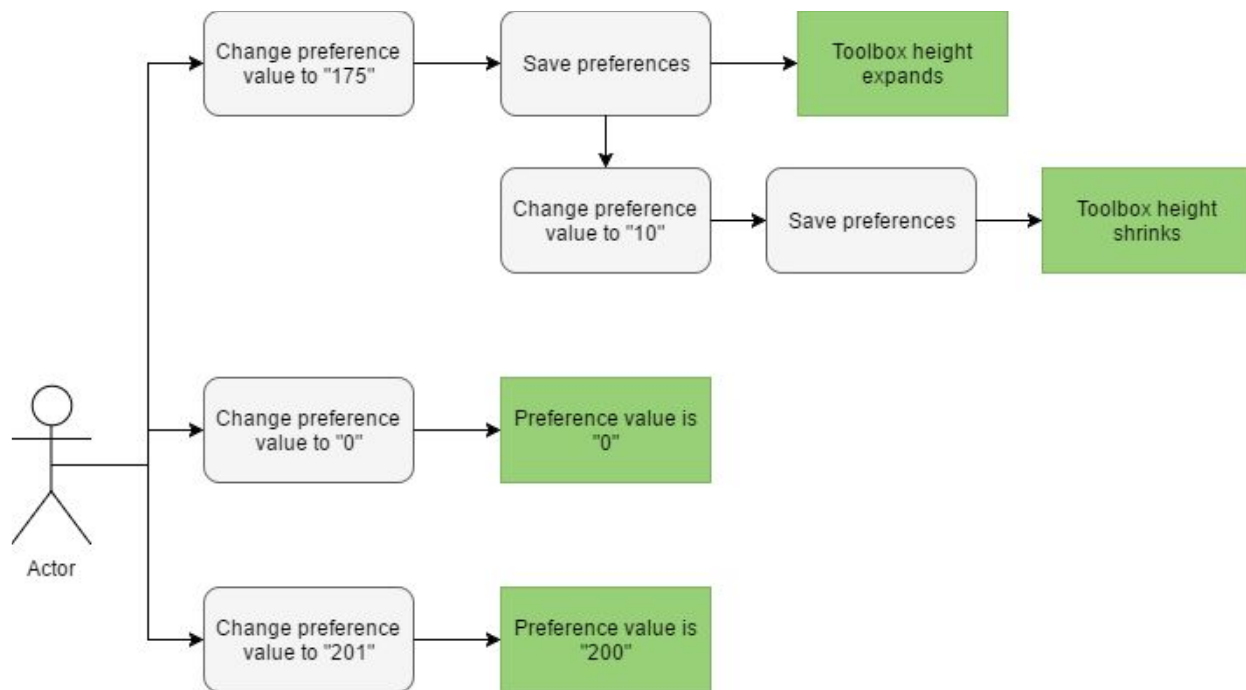 Change preference
value to "175"
Save preferences
Toolbox height
expands
Change preference
value to "10"
Save preferences
Toolbox height
shrinks
Change preference
value to "0"
Preference value is
"0"
Actor
Change preference
value to "201"
Preference value is
"200"